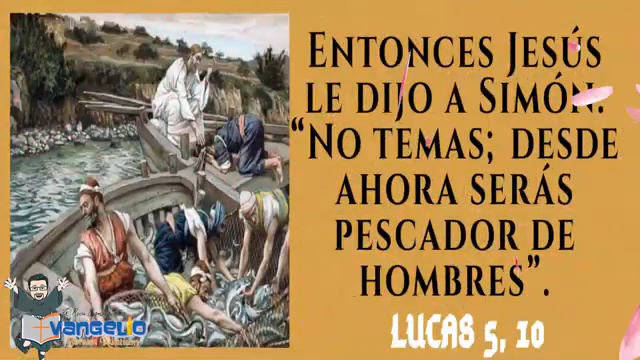 Entonces Jesús
le dijo a Simón:
“No temas; desde
ahora serás
pescador de
hombres”.
LUCAS 5, 10
Evangelio